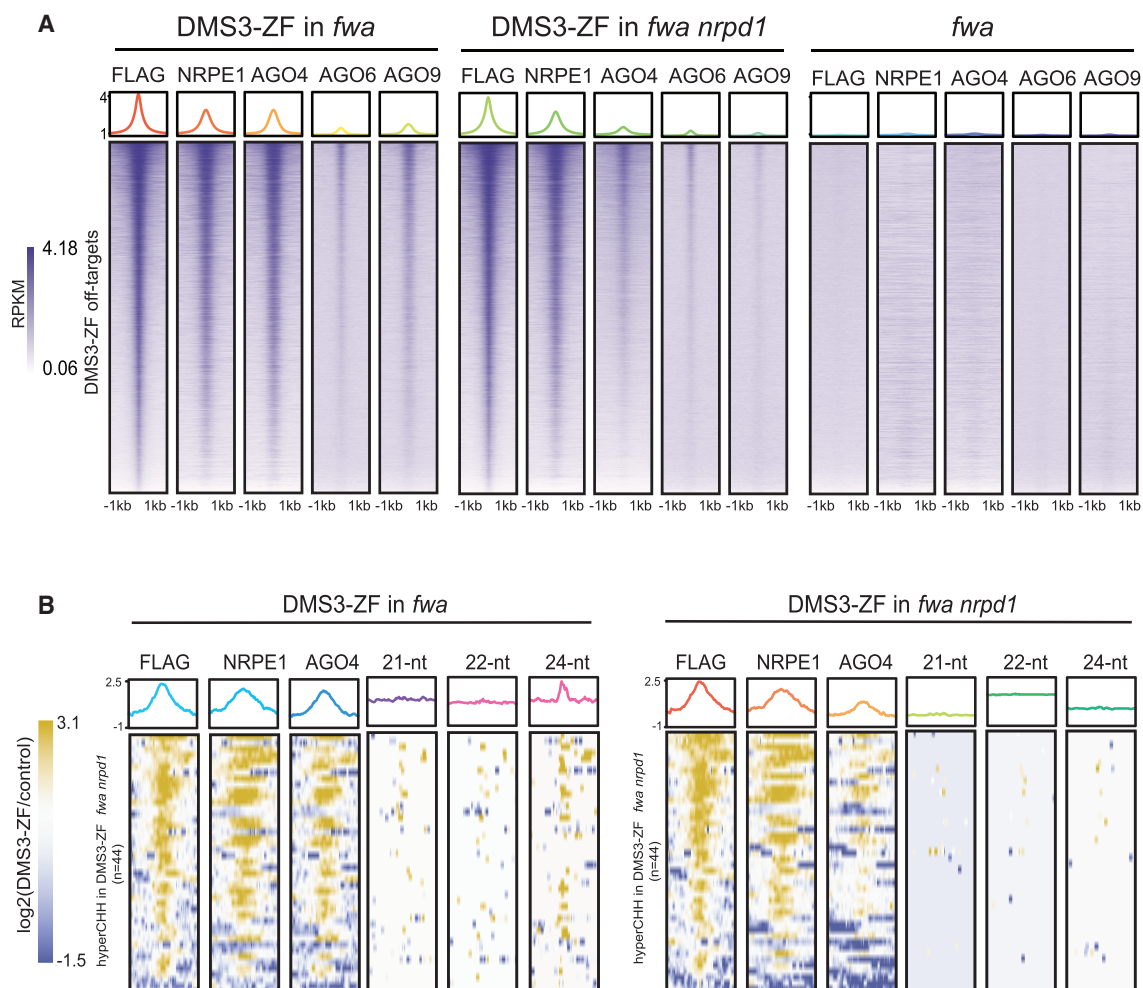 A
DMS3-ZF in fwa
DMS3-ZF in fwa nrpd1
fwa
FLAG NRPE1 AGO4 AGO6 AGO9
FLAG NRPE1 AGO4 AGO6 AGO9
FLAG NRPE1 AGO4 AGO6 AGO9
4
1
4.18
0.06
RPKM
DMS3-ZF off-targets
-1kb 1kb -1kb 1kb -1kb 1kb -1kb 1kb -1kb 1kb
-1kb 1kb -1kb 1kb -1kb 1kb -1kb 1kb -1kb 1kb
-1kb 1kb -1kb 1kb -1kb 1kb -1kb 1kb -1kb 1kb
B
DMS3-ZF in fwa
DMS3-ZF in fwa nrpd1
FLAG NRPE1 AGO4 21-nt 22-nt 24-nt
FLAG NRPE1 AGO4 21-nt 22-nt 24-nt
2.5
-1
2.5
-1
3.1
-1.5
log2(DMS3-ZF/control)
hyperCHH in DMS3-ZF fwa nrpd1
(n=44)
hyperCHH in DMS3-ZF fwa nrpd1
(n=44)